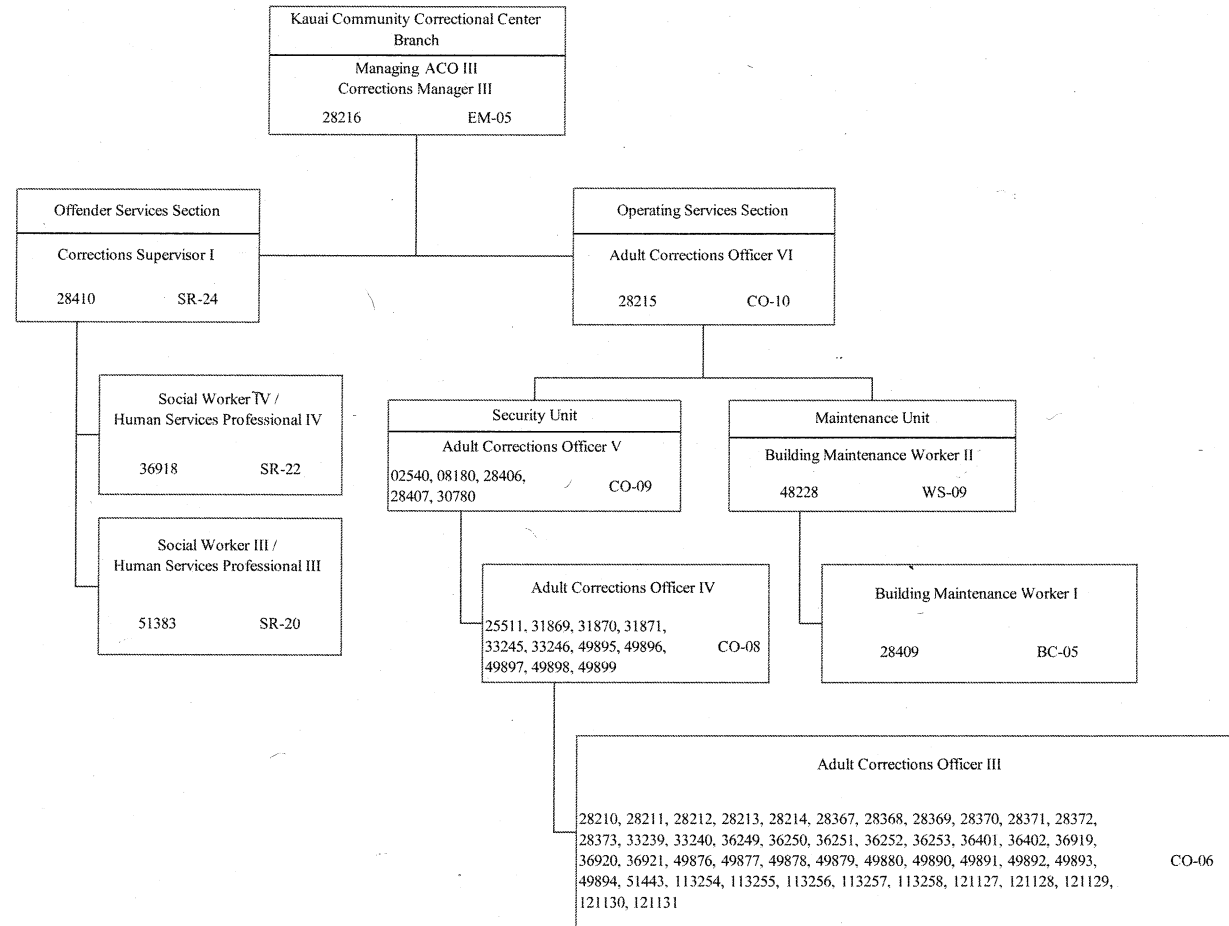 Kauai Community Correctional Center
Branch
Managing ACO III
Corrections Manager III
28216 EM-05
Offender Services Section
Corrections Supervisor I
28410 SR-24
Social Worker IV /
Human Services Professional IV
36918 SR-22
Social Worker III /
Human Services Professional III
51383 SR-20
Operating Services Section
Adult Corrections Officer VI
28215 CO-10
Security Unit
Adult Corrections Officer V
02540, 08180, 28406,
28407, 30780
CO-09
Adult Corrections Officer IV
25511, 31869, 31870, 31871,
33245, 33246, 49895, 49896,
49897, 49898, 49899
CO-08
Adult Corrections Officer III
28210, 28211, 28212, 28213, 28214, 28367, 28368, 28369, 28370, 28371, 28372,
28373, 33239, 33240, 36249, 36250, 36251, 36252, 36253, 36401, 36402, 36919,
36920, 36921, 49876, 49877, 49878, 49879, 49880, 49890, 49891, 49892, 49893,
49894, 51443, 113254, 113255, 113256, 113257, 113258, 121127, 121128, 121129,
121130, 121131
CO-06
Maintenance Unit
Building Maintenance Worker II
48228 WS-09
Building Maintenance Worker I
28409 BC-05